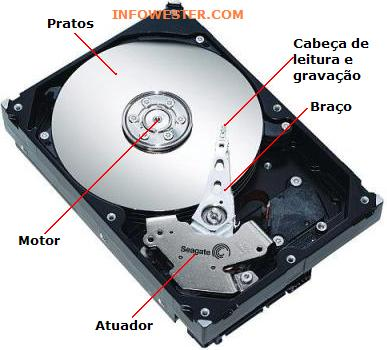 INFOWESTER.COM
Pratos
Cabeça de
leitura e
gravação
Braço
Motor
Seagate
Atuador